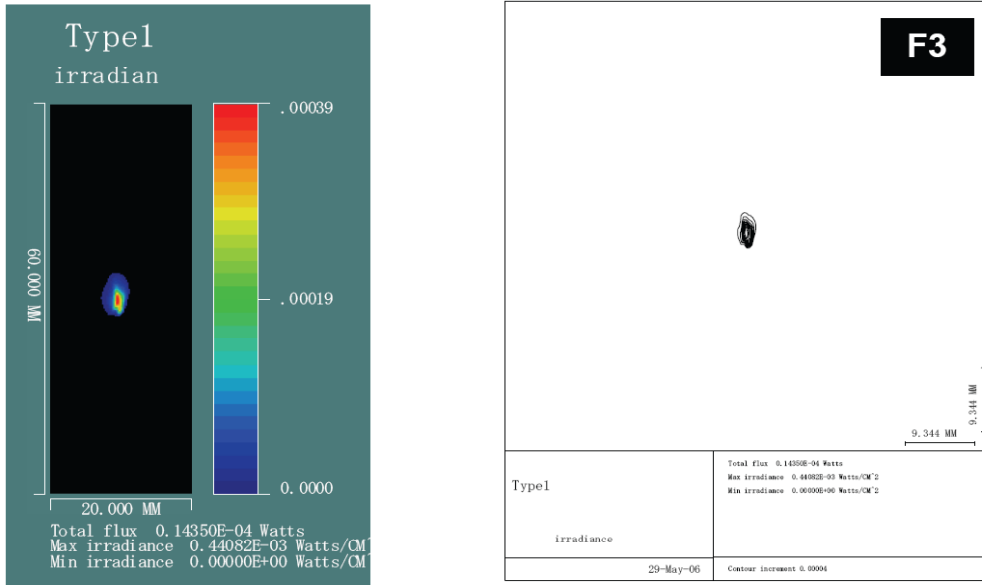 Type1
irradian
.00039
.00019
0.0000
60.000 MM
20.000 MM
Total flux 0.14350E-04 Watts
Max irradiance 0.44082E-03 Watts/CM^
Min irradiance 0.00000E+00 Watts/CM^
F3
9.344 MM
9.344 MM
Type1
irradiance
29-May-06
Total flux 0.14350E-04 Watts
Max irradiance 0.44082E-03 Watts/CM^2
Min irradiance 0.00000E+00 Watts/CM^2
Contour increment 0.00004